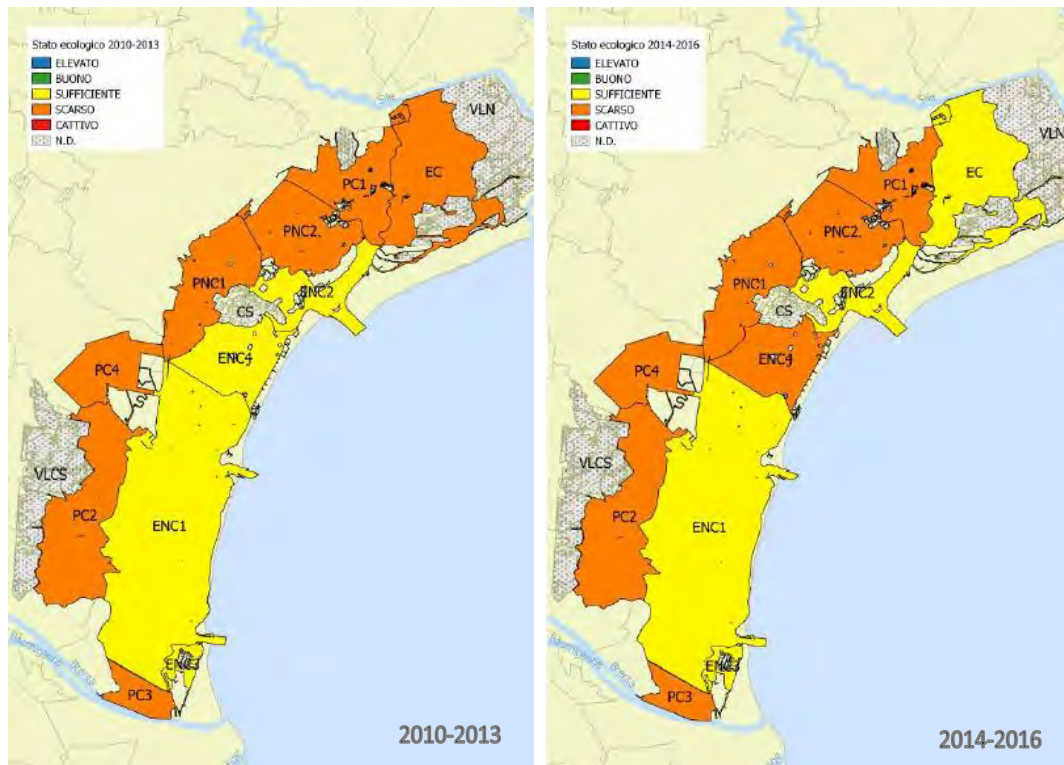 Stato ecologico 2010-2013
ELEVATO
BUONO
SUFFICIENTE
SCARSO
CATTIVO
N.D.
VLN
EC
PC1
PNC2
PNC1
ENC2
CS
ENC4
PC4
VLCS
PC2
ENC1
ENC3
PC3
2010-2013
Stato ecologico 2014-2016
ELEVATO
BUONO
SUFFICIENTE
SCARSO
CATTIVO
N.D.
VLN
EC
PC1
PNC2
PNC1
ENC2
CS
ENC4
PC4
VLCS
PC2
ENC1
ENC3
PC3
2014-2016